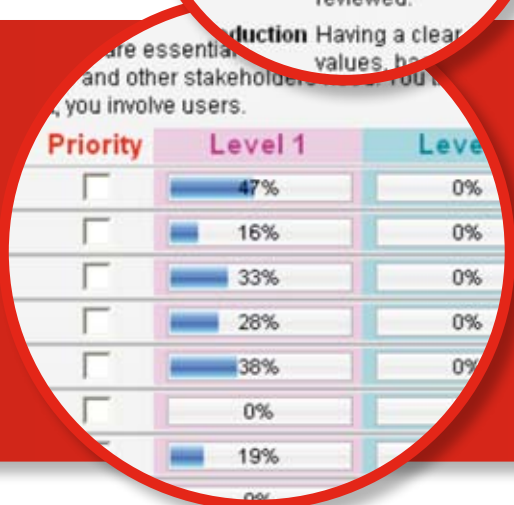 reviewed.
duction Having a clear
values,
are essential
and other stakeholders
you involve users.
Priority Level 1
47% 0%
16% 0%
33% 0%
28% 0%
38% 0%
0%
19%
0%